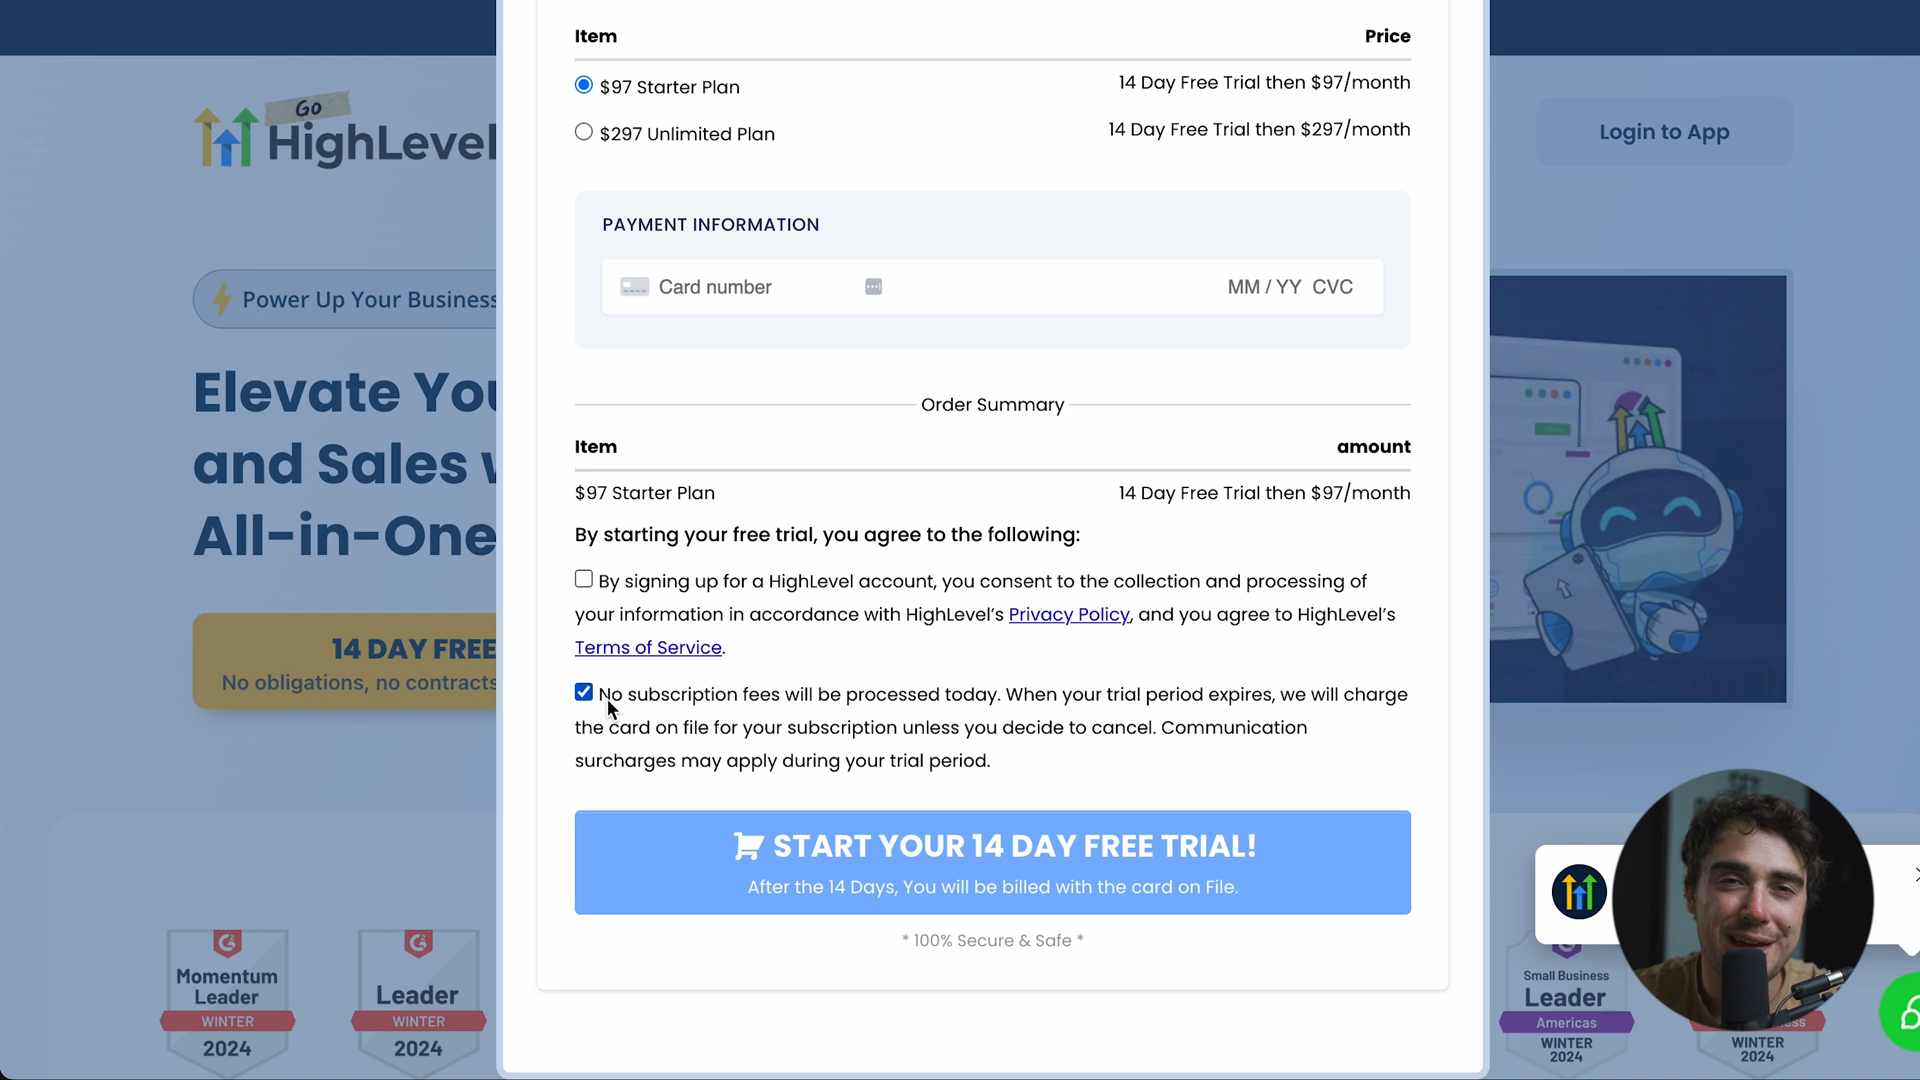 Item Price
$97 Starter Plan 14 Day Free Trial then $97/month
$297 Unlimited Plan 14 Day Free Trial then $297/month
PAYMENT INFORMATION
Card number MM / YY CVC
Order Summary
Item amount
$97 Starter Plan 14 Day Free Trial then $97/month
By starting your free trial, you agree to the following:
By signing up for a HighLevel account, you consent to the collection and processing of
your information in accordance with HighLevel’s Privacy Policy, and you agree to HighLevel’s
Terms of Service.
No subscription fees will be processed today. When your trial period expires, we will charge
the card on file for your subscription unless you decide to cancel. Communication
surcharges may apply during your trial period.
START YOUR 14 DAY FREE TRIAL!
After the 14 Days, You will be billed with the card on File.
* 100% Secure & Safe *
Go
HighLevel
Login to App
Power Up Your Business
Elevate You
and Sales
All-in-One
14 DAY FREE
No obligations, no contracts
Momentum
Leader
WINTER
2024
Leader
WINTER
2024
Small Business
Leader
Americas
WINTER
2024
WINTER
2024